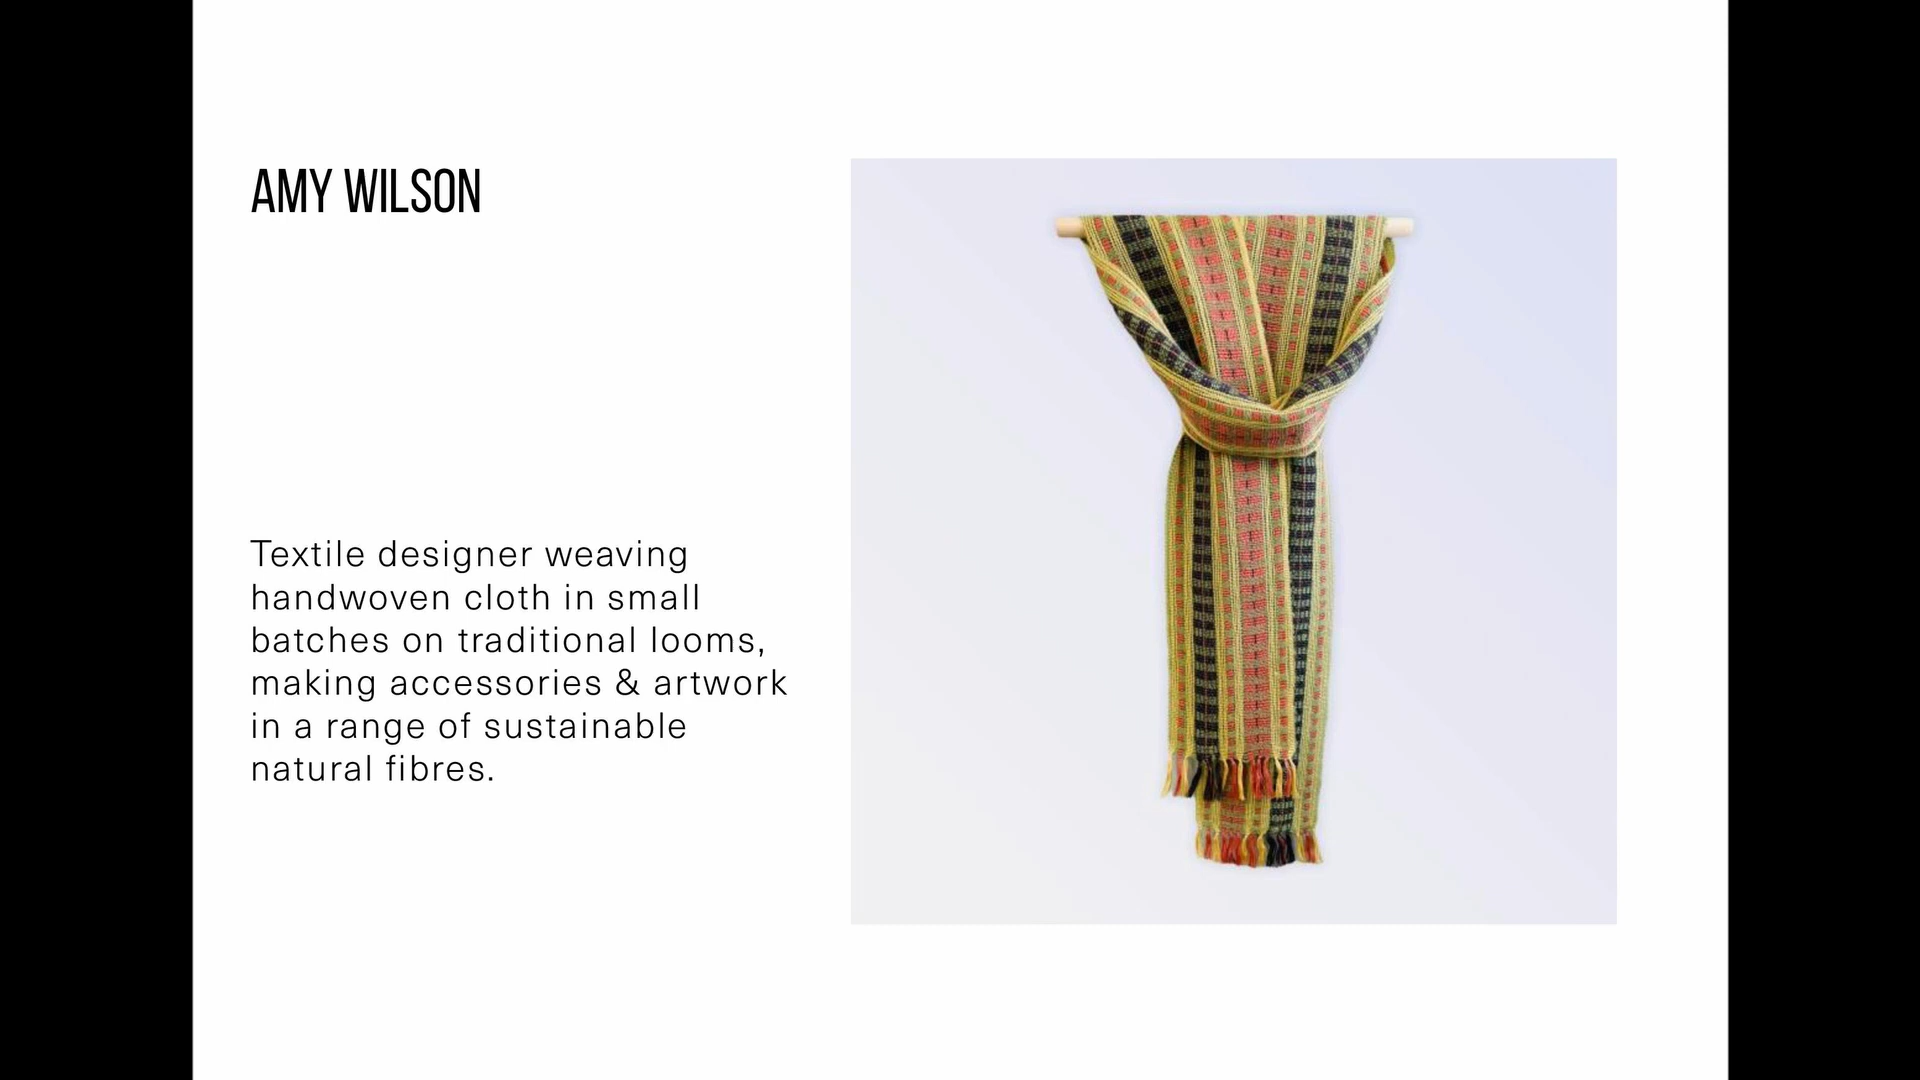 AMY WILSON
Textile designer weaving
handwoven cloth in small
batches on traditional looms,
making accessories & artwork
in a range of sustainable
natural fibres.